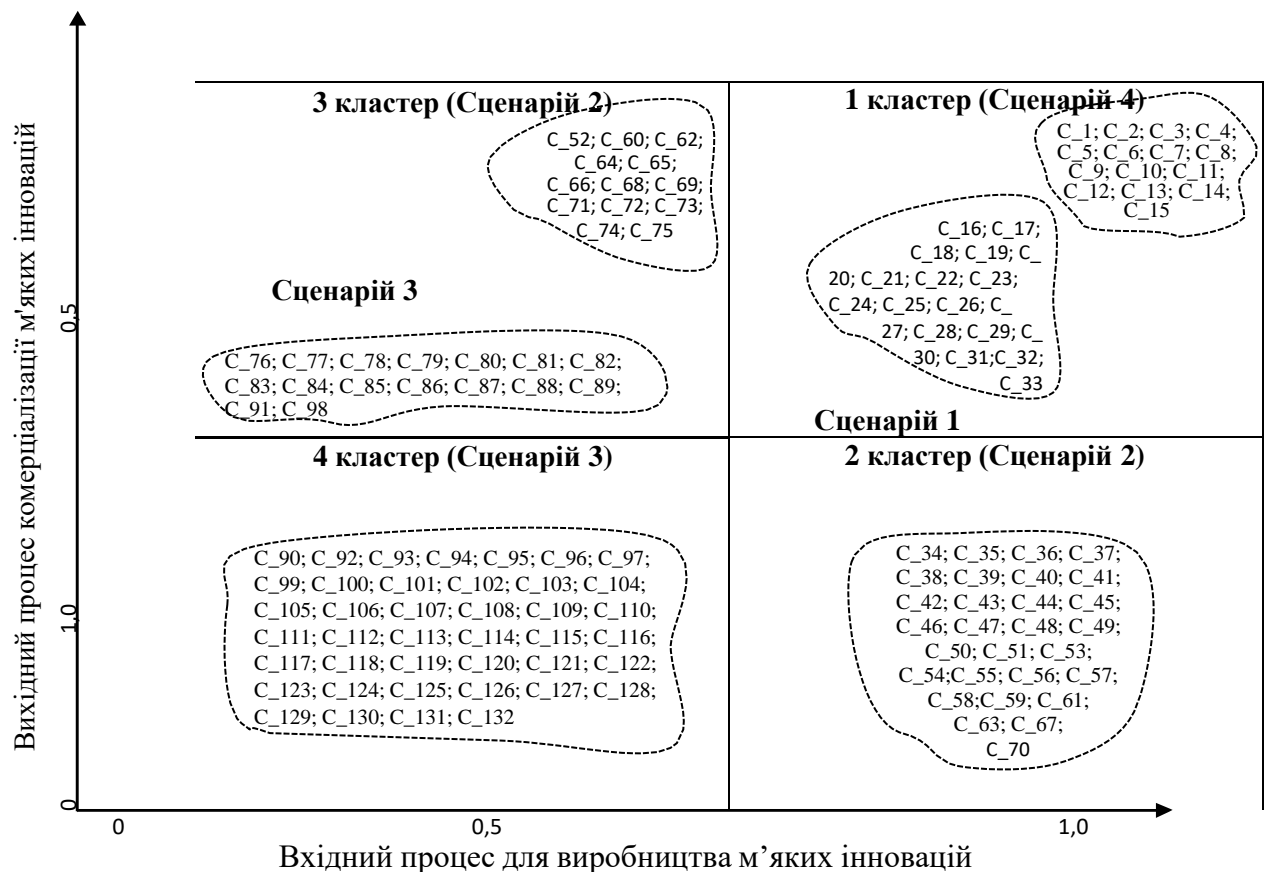 Вихідний процес комерціалізації м'яких інновацій
0,5
1,0
0
3 кластер (Сценарій 2)
C_52; C_60; C_62;
C_64; C_65;
C_66; C_68; C_69;
C_71; C_72; C_73;
C_74; C_75
Сценарій 3
C_76; C_77; C_78; C_79; C_80; C_81; C_82;
C_83; C_84; C_85; C_86; C_87; C_88; C_89;
C_91; C_98
1 кластер (Сценарій 4)
C_1; C_2; C_3; C_4;
C_5; C_6; C_7; C_8;
C_9; C_10; C_11;
C_12; C_13; C_14;
C_15
C_16; C_17;
C_18; C_19; C_
20; C_21; C_22; C_23;
C_24; C_25; C_26; C_
27; C_28; C_29; C_
30; C_31;C_32;
C_33
Сценарій 1
4 кластер (Сценарій 3)
C_90; C_92; C_93; C_94; C_95; C_96; C_97;
C_99; C_100; C_101; C_102; C_103; C_104;
C_105; C_106; C_107; C_108; C_109; C_110;
C_111; C_112; C_113; C_114; C_115; C_116;
C_117; C_118; C_119; C_120; C_121; C_122;
C_123; C_124; C_125; C_126; C_127; C_128;
C_129; C_130; C_131; C_132
2 кластер (Сценарій 2)
C_34; C_35; C_36; C_37;
C_38; C_39; C_40; C_41;
C_42; C_43; C_44; C_45;
C_46; C_47; C_48; C_49;
C_50; C_51; C_53;
C_54;C_55; C_56; C_57;
C_58;C_59; C_61;
C_63; C_67;
C_70
0
0,5
1,0
Вхідний процес для виробництва м’яких інновацій